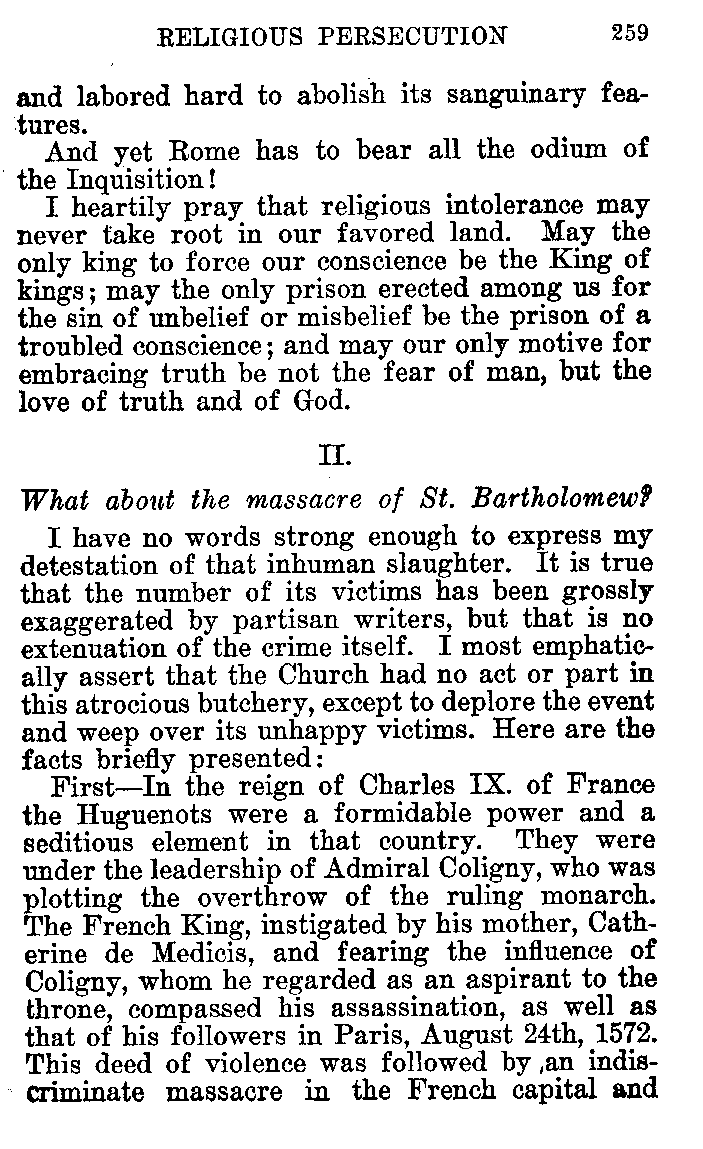 RELIGIOUS PERSECUTION 259
and labored hard to abolish its sanguinary fea-
tures.
And yet Rome has to bear all the odium of
the Inquisition!
I heartily pray that religious intolerance may
never take root in our favored land. May the
only king to force our conscience be the King of
kings; may the only prison erected among us for
the sin of unbelief or misbelief be the prison of a
troubled conscience; and may our only motive for
embracing truth be not the fear of man, but the
love of truth and of God.
II.
What about the massacre of St. Bartholomew?
I have no words strong enough to express my
detestation of that inhuman slaughter. It is true
that the number of its victims has been grossly
exaggerated by partisan writers, but that is no
extenuation of the crime itself. I most emphatic-
ally assert that the Church had no act or part in
this atrocious butchery, except to deplore the event
and weep over its unhappy victims. Here are the
facts briefly presented:
First—In the reign of Charles IX. of France
the Huguenots were a formidable power and a
seditious element in that country. They were
under the leadership of Admiral Coligny, who was
plotting the overthrow of the ruling monarch.
The French King, instigated by his mother, Cath-
erine de Medicis, and fearing the influence of
Coligny, whom he regarded as an aspirant to the
throne, compassed his assassination, as well as
that of his followers in Paris, August 24th, 1572.
This deed of violence was followed by an indis-
criminate massacre in the French capital and